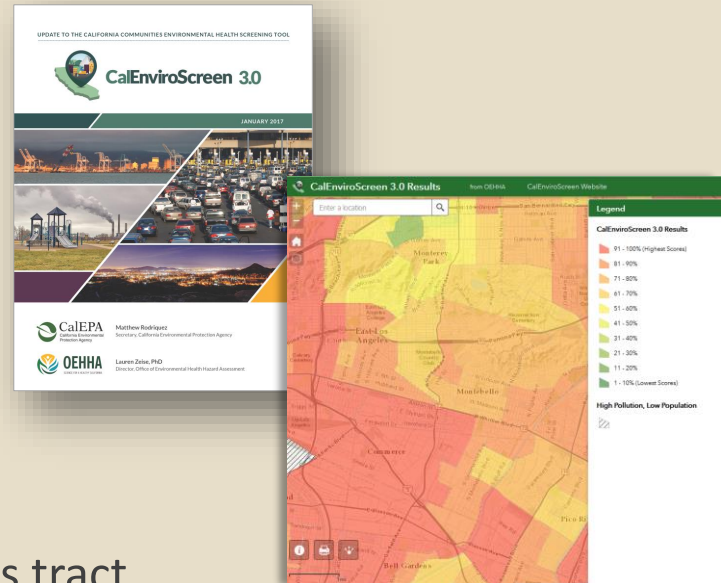 UPDATE TO THE CALIFORNIA COMMUNITIES ENVIRONMENTAL HEALTH SCREENING TOOL
CalEnviroScreen 3.0
JANUARY 2017
CalEPA
California Environmental
Protection Agency
Matthew Rodriquez
Secretary, California Environmental Protection Agency
OEHHA
Lauren Zeise, PhD
Director, Office of Environmental Health Hazard Assessment
CalEnviroScreen 3.0 Results
from OEHHA
CalEnviroScreen Website
Enter a location
Legend
CalEnviroScreen 3.0 Results
91 - 100% (Highest Scores)
81 - 90%
71 - 80%
61 - 70%
51 - 60%
41 - 50%
31 - 40%
21 - 30%
11 - 20%
1 - 10% (Lowest Scores)
High Pollution, Low Population
Monterey
Park
East Los
Angeles
Montebello
Commerce
Pico Ri
Bell Gardens
s tract